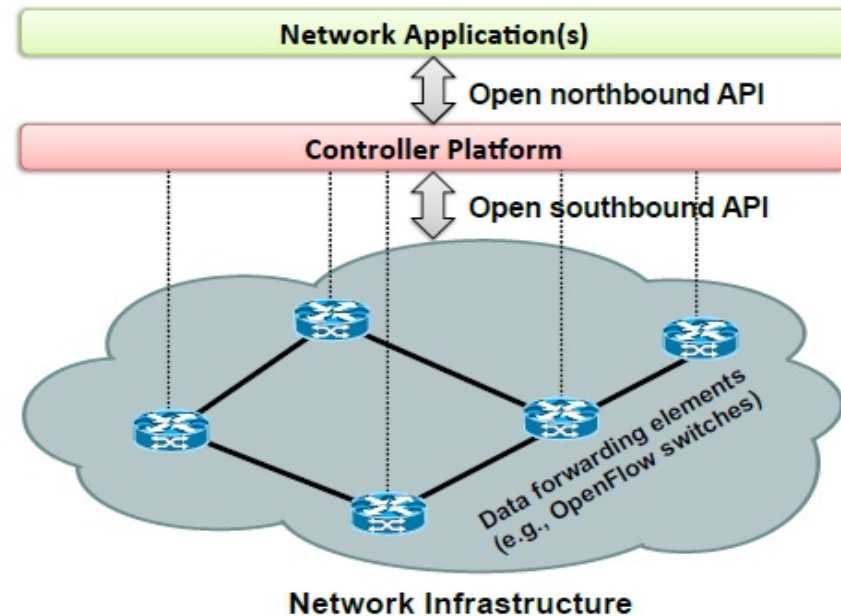 Network Application(s)
Open northbound API
Controller Platform
Open southbound API
Data forwarding elements
(e.g., OpenFlow switches)
Network Infrastructure